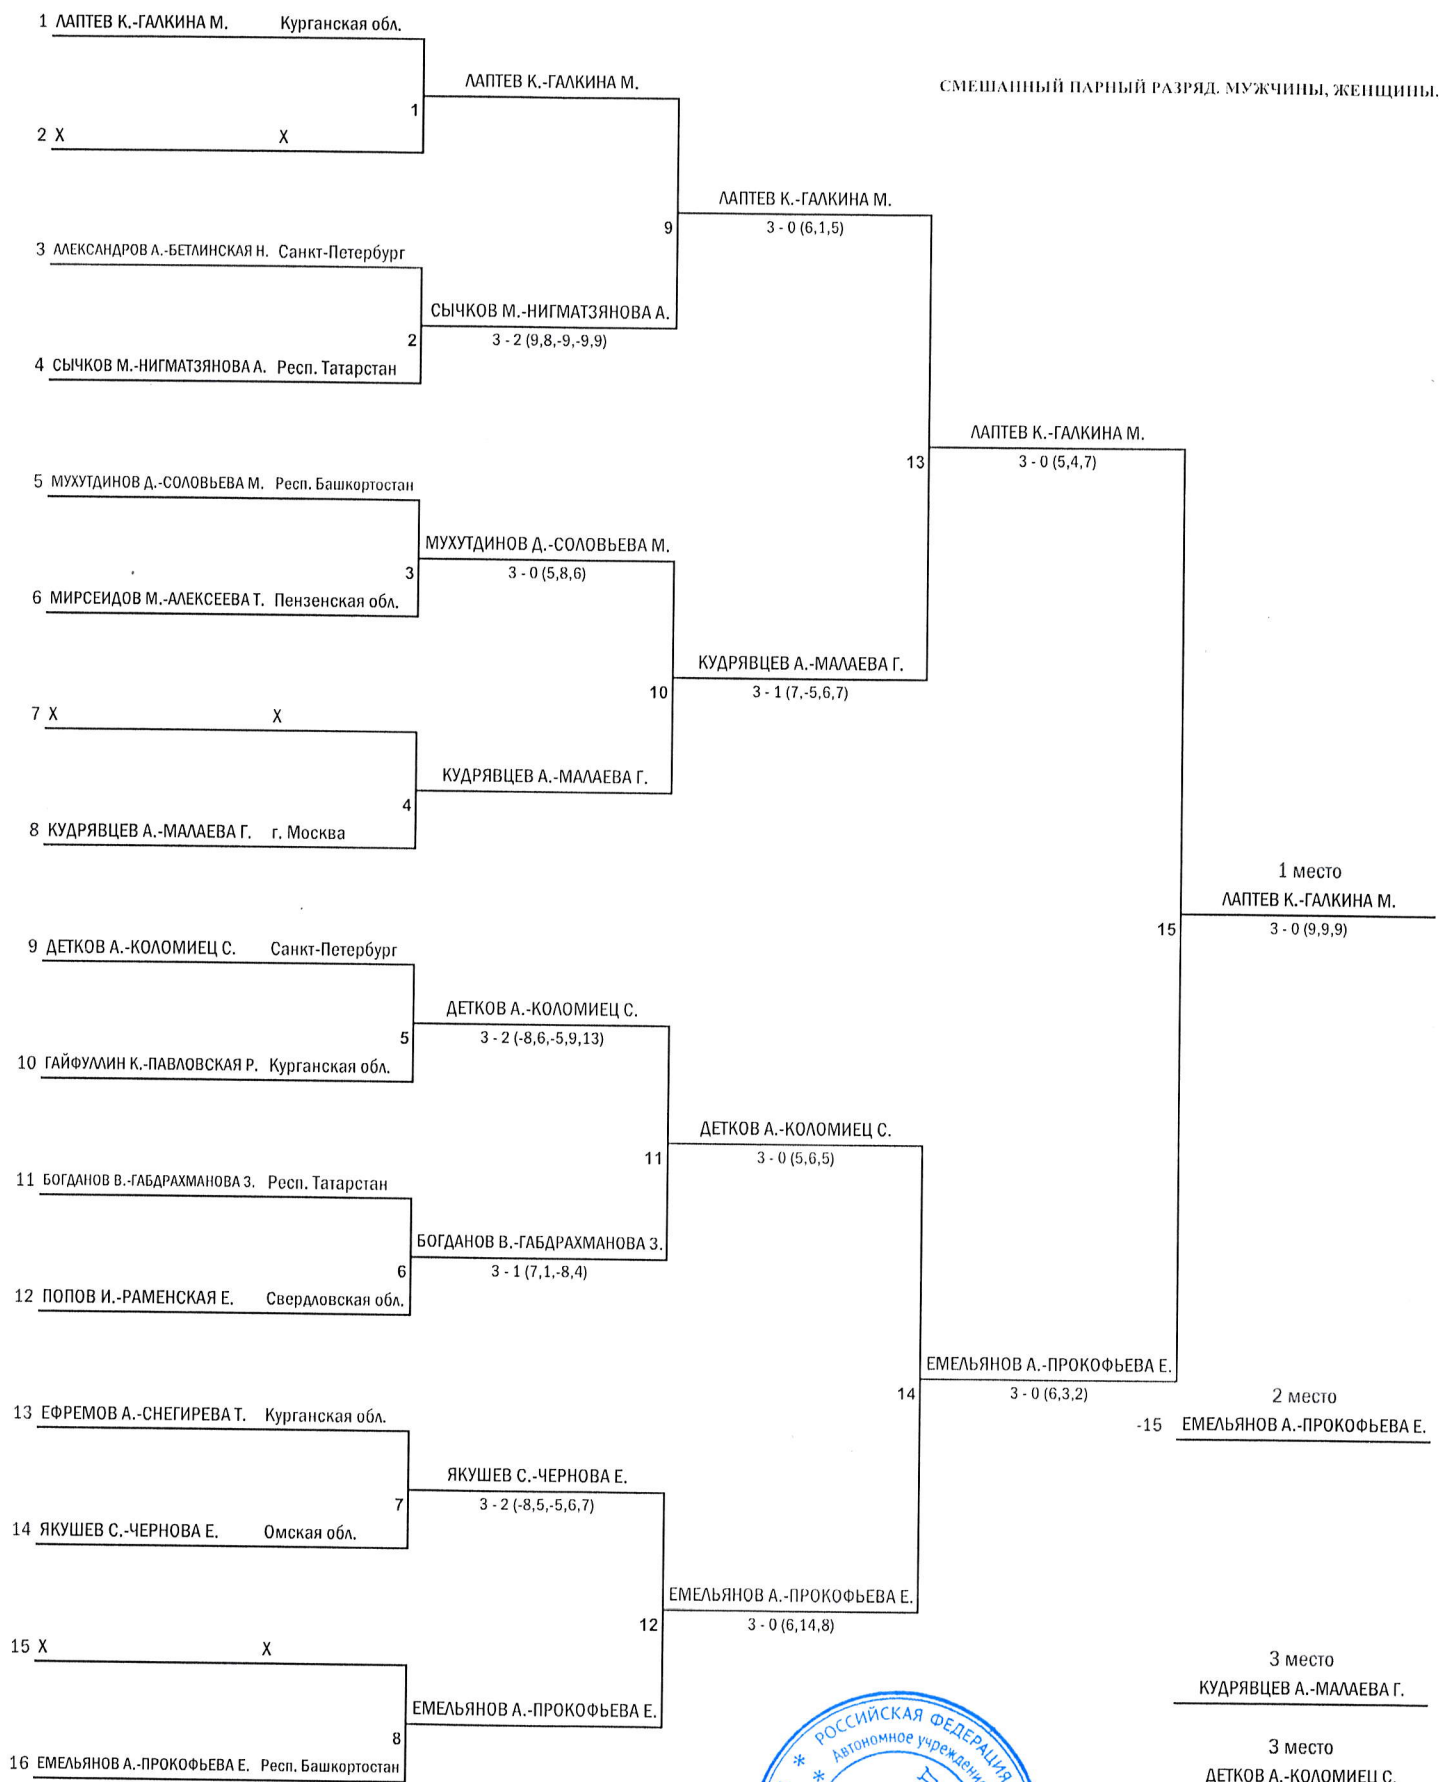 1 ЛАПТЕВ К.-ГАЛКИНА М. Курганская обл.
ЛАПТЕВ К.-ГАЛКИНА М.
СМЕШАННЫЙ ПАРНЫЙ РАЗРЯД. МУЖЧИНЫ, ЖЕНЩИНЫ.
1
2 X X
ЛАПТЕВ К.-ГАЛКИНА М.
9
3 - 0 (6,1,5)
3 АЛЕКСАНДРОВ А.-БЕТЛИНСКАЯ Н. Санкт-Петербург
СЫЧКОВ М.-НИГМАТЗЯНОВА А.
2
3 - 2 (9,8,-9,-9,9)
4 СЫЧКОВ М.-НИГМАТЗЯНОВА А. Респ. Татарстан
ЛАПТЕВ К.-ГАЛКИНА М.
13
3 - 0 (5,4,7)
5 МУХУТДИНОВ Д.-СОЛОВЬЕВА М. Респ. Башкортостан
МУХУТДИНОВ Д.-СОЛОВЬЕВА М.
3
3 - 0 (5,8,6)
6 МИРСЕИДОВ М.-АЛЕКСЕЕВА Т. Пензенская обл.
КУДРЯВЦЕВ А.-МАЛАЕВА Г.
10
3 - 1 (7,-5,6,7)
7 X X
КУДРЯВЦЕВ А.-МАЛАЕВА Г.
4
8 КУДРЯВЦЕВ А.-МАЛАЕВА Г. г. Москва
1 место
ЛАПТЕВ К.-ГАЛКИНА М.
15
3 - 0 (9,9,9)
9 ДЕТКОВ А.-КОЛОМИЕЦ С. Санкт-Петербург
ДЕТКОВ А.-КОЛОМИЕЦ С.
5
3 - 2 (-8,6,-5,9,13)
10 ГАЙФУЛЛИН К.-ПАВЛОВСКАЯ Р. Курганская обл.
ДЕТКОВ А.-КОЛОМИЕЦ С.
11
3 - 0 (5,6,5)
11 БОГДАНОВ В.-ГАБДРАХМАНОВА З. Респ. Татарстан
БОГДАНОВ В.-ГАБДРАХМАНОВА З.
6
3 - 1 (7,1,-8,4)
12 ПОПОВ И.-РАМЕНСКАЯ Е. Свердловская обл.
ЕМЕЛЬЯНОВ А.-ПРОКОФЬЕВА Е.
14
3 - 0 (6,3,2)
2 место
-15 ЕМЕЛЬЯНОВ А.-ПРОКОФЬЕВА Е.
13 ЕФРЕМОВ А.-СНЕГИРЕВА Т. Курганская обл.
ЯКУШЕВ С.-ЧЕРНОВА Е.
7
3 - 2 (-8,5,-5,6,7)
14 ЯКУШЕВ С.-ЧЕРНОВА Е. Омская обл.
ЕМЕЛЬЯНОВ А.-ПРОКОФЬЕВА Е.
12
3 - 0 (6,14,8)
15 X X
3 место
КУДРЯВЦЕВ А.-МАЛАЕВА Г.
ЕМЕЛЬЯНОВ А.-ПРОКОФЬЕВА Е.
8
16 ЕМЕЛЬЯНОВ А.-ПРОКОФЬЕВА Е. Респ. Башкортостан
РОССИЙСКАЯ ФЕДЕРАЦИЯ
Автономное учреждение
3 место
ДЕТКОВ А.-КОЛОМИЕЦ С.